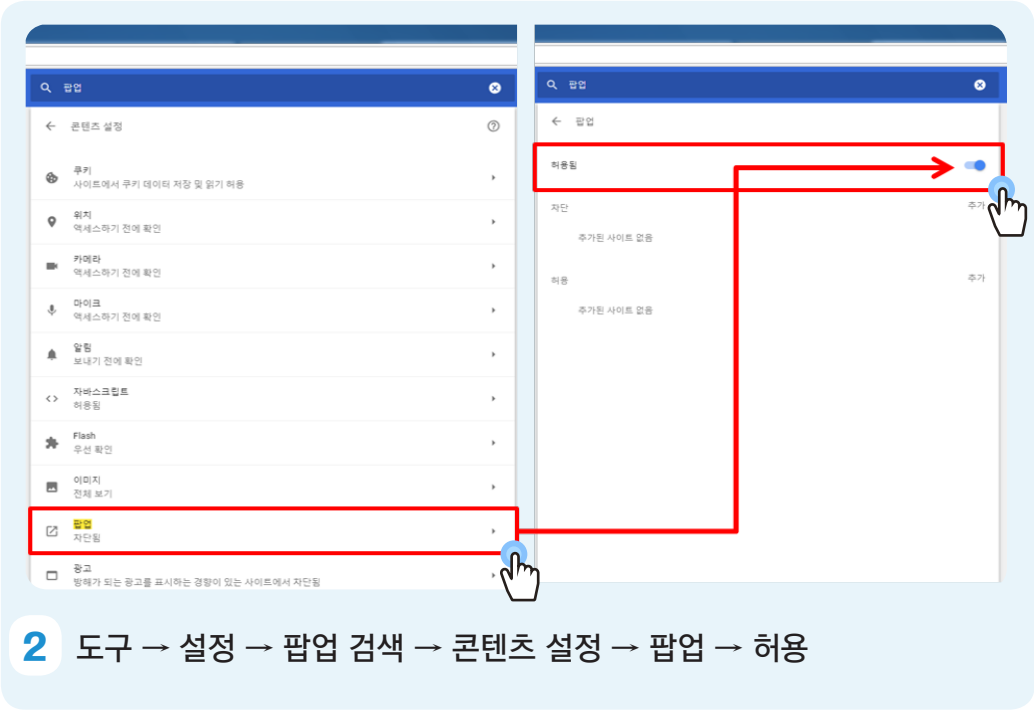 팝업
콘텐츠 설정
쿠키
사이트에서 쿠키 데이터 저장 및 읽기 허용
위치
액세스하기 전에 확인
카메라
액세스하기 전에 확인
마이크
액세스하기 전에 확인
알림
보내기 전에 확인
자바스크립트
허용됨
Flash
우선 확인
이미지
전체 보기
팝업
차단됨
광고
방해가 되는 광고를 표시하는 경향이 있는 사이트에서 차단됨
팝업
팝업
허용됨
차단 추가
추가된 사이트 없음
허용 추가
추가된 사이트 없음
2 도구 → 설정 → 팝업 검색 → 콘텐츠 설정 → 팝업 → 허용